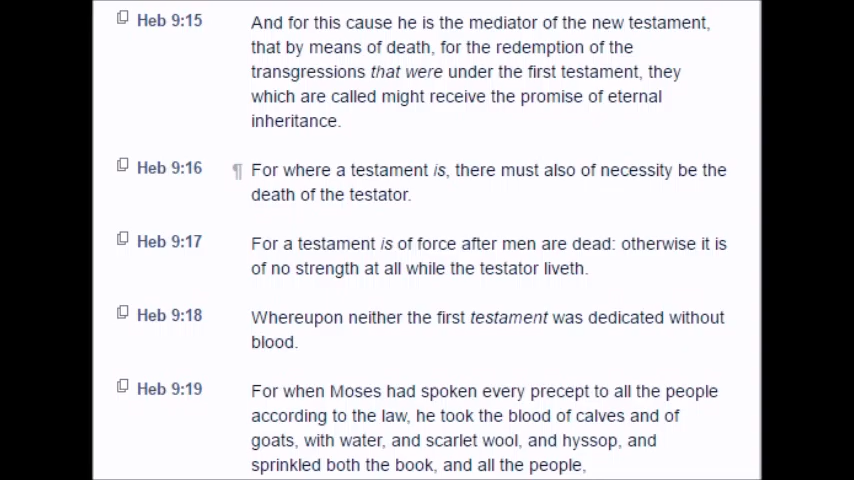 Heb 9:15 And for this cause he is the mediator of the new testament,
that by means of death, for the redemption of the
transgressions that were under the first testament, they
which are called might receive the promise of eternal
inheritance.
Heb 9:16 ¶ For where a testament is, there must also of necessity be the
death of the testator.
Heb 9:17 For a testament is of force after men are dead: otherwise it is
of no strength at all while the testator liveth.
Heb 9:18 Whereupon neither the first testament was dedicated without
blood.
Heb 9:19 For when Moses had spoken every precept to all the people
according to the law, he took the blood of calves and of
goats, with water, and scarlet wool, and hyssop, and
sprinkled both the book, and all the people,